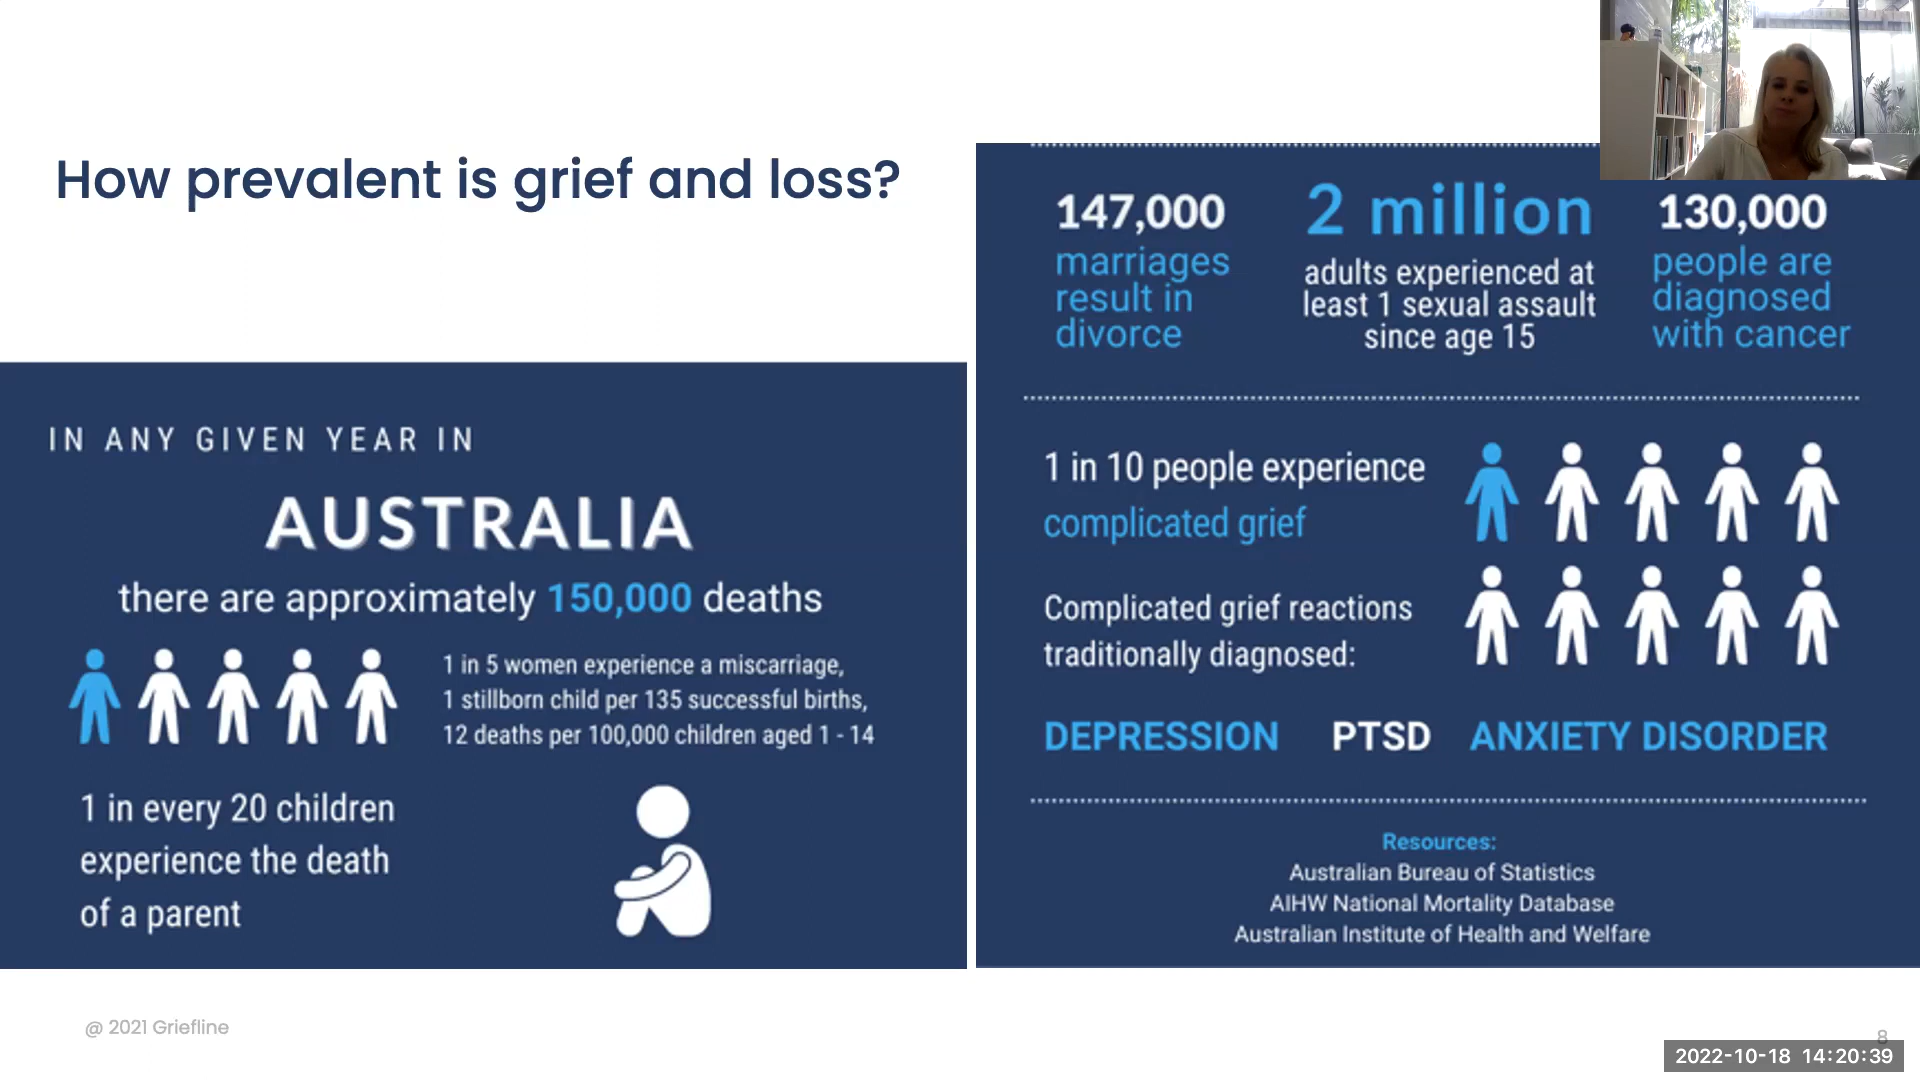 How prevalent is grief and loss?
IN ANY GIVEN YEAR IN
AUSTRALIA
there are approximately 150,000 deaths
1 in 5 women experience a miscarriage,
1 stillborn child per 135 successful births,
12 deaths per 100,000 children aged 1 - 14
1 in every 20 children
experience the death
of a parent
147,000
marriages
result in
divorce
2 million
adults experienced at
least 1 sexual assault
since age 15
130,000
people are
diagnosed
with cancer
1 in 10 people experience
complicated grief
Complicated grief reactions
traditionally diagnosed:
DEPRESSION PTSD ANXIETY DISORDER
Resources:
Australian Bureau of Statistics
AIHW National Mortality Database
Australian Institute of Health and Welfare
@ 2021 Griefline
8
2022-10-18 14:20:39